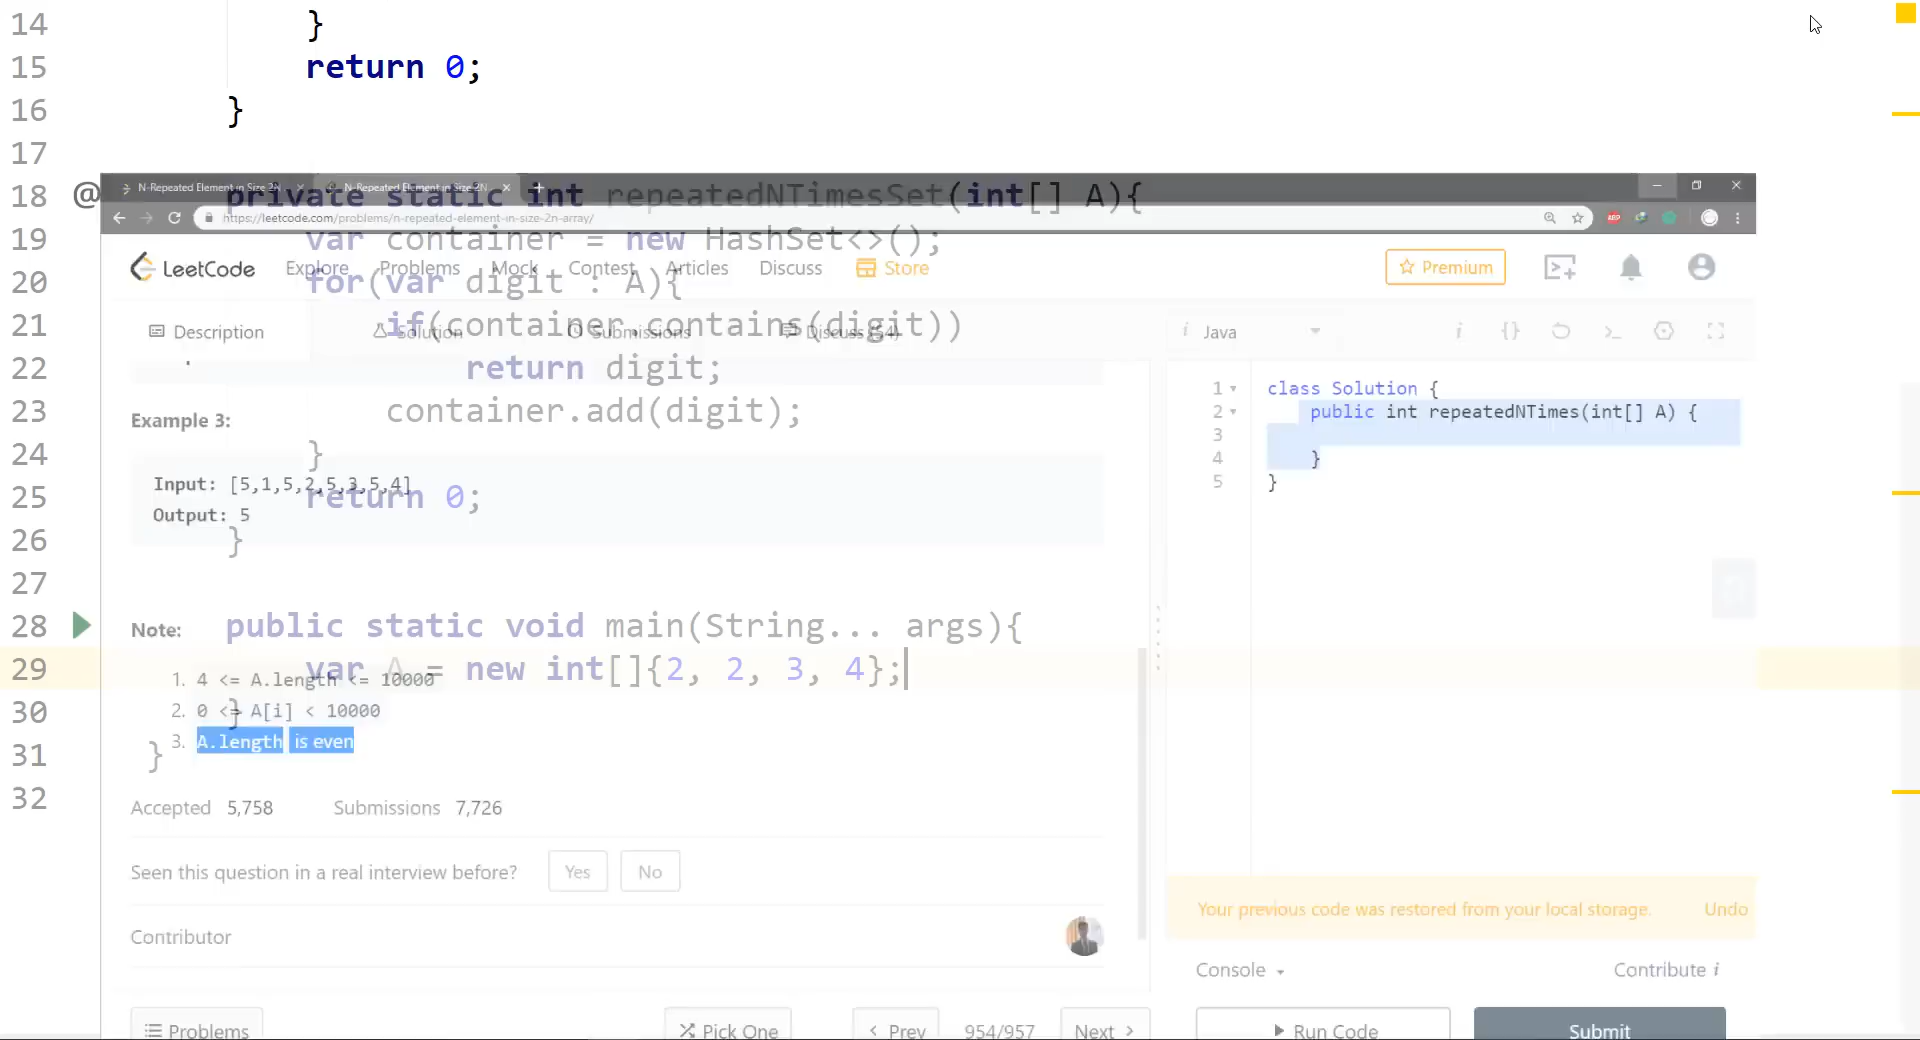 14 }
15 return 0;
16 }
17
18 @ private static int repeatedNTimesSet(int[] A){
19 var container = new HashSet<>();
20 for(var digit : A){
21 if(container.contains(digit))
22 return digit;
23 container.add(digit);
24 }
25 return 0;
26 }
27
28 public static void main(String... args){
29 var A = new int[]{2, 2, 3, 4};
30 }
31 }
32
N-Repeated Element in Size 2N
N-Repeated Element in Size 2N
https://leetcode.com/problems/n-repeated-element-in-size-2n-array/
ABP
LeetCode Explore Problems Mock Contest Articles Discuss Store Premium
Description Solution Submissions Discuss
Java
Example 3:
Input: [5,1,5,2,5,3,5,4]
Output: 5
Note:
1. 4 <= A.length <= 10000
2. 0 <= A[i] < 10000
3. A.length is even
Accepted 5,758 Submissions 7,726
Seen this question in a real interview before? Yes No
Contributor
Problems Pick One < Prev 954/957 Next >
1 class Solution {
2 public int repeatedNTimes(int[] A) {
3
4 }
5 }
Your previous code was restored from your local storage. Undo
Console Contribute i
Run Code Submit